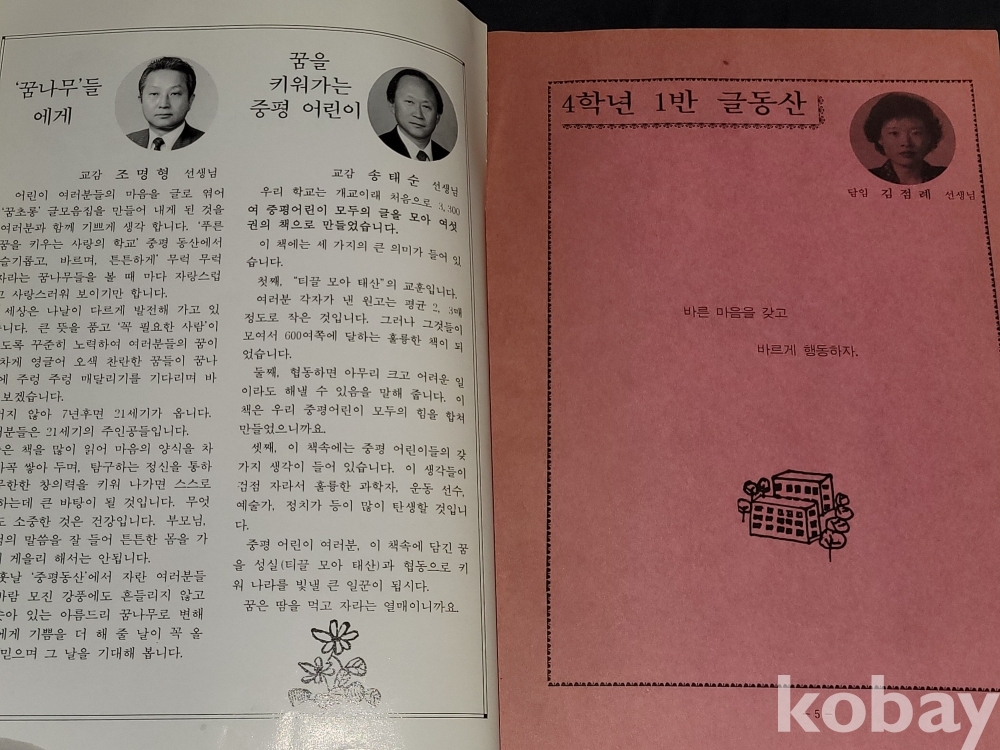 '꿈나무'들
에게
교감 조명형 선생님
어린이 여러분들의 마음을 글로 엮어
'꿈초롱' 글모음집을 만들어 내게 된 것을
여러분과 함께 기쁘게 생각 합니다. '푸른
꿈을 키우는 사랑의 학교' 중평 동산에서
슬기롭고, 바르며, 튼튼하게' 무럭 무럭
자라는 꿈나무들을 볼 때 마다 자랑스럽
고 사랑스러워 보이기만 합니다.
세상은 나날이 다르게 발전해 가고 있
습니다. 큰 뜻을 품고 '꼭 필요한 사람'이
되도록 꾸준히 노력하여 여러분들의 꿈이
차게 영글어 오색 찬란한 꿈들이 꿈나
에 주렁 주렁 매달리기를 기다리며 바
보겠습니다.
머지 않아 7년후면 21세기가 옵니다.
여러분들은 21세기의 주인공들입니다.
은 책을 많이 읽어 마음의 양식을 차
차곡 쌓아 두며, 탐구하는 정신을 통하
무한한 창의력을 키워 나가면 스스로
하는데 큰 바탕이 될 것입니다. 무엇
도 소중한 것은 건강입니다. 부모님,
의 말씀을 잘 들어 튼튼한 몸을 가
게을리 해서는 안됩니다.
훗날 '중평동산'에서 자란 여러분들
바람 모진 강풍에도 흔들리지 않고
솟아 있는 아름드리 꿈나무로 변해
에게 기쁨을 더 해 줄 날이 꼭 올
믿으며 그 날을 기대해 봅니다.
꿈을
키워가는
중평 어린이
교감 송태순 선생님
우리 학교는 개교이래 처음으로 3,300
여 중평어린이 모두의 글을 모아 여섯
권의 책으로 만들었습니다.
이 책에는 세 가지의 큰 의미가 들어 있
습니다.
첫째, "티끌 모아 태산"의 교훈입니다.
여러분 각자가 낸 원고는 평균 2, 3매
정도로 작은 것입니다. 그러나 그것들이
모여서 600여쪽에 달하는 훌륭한 책이 되
었습니다.
둘째, 협동하면 아무리 크고 어려운 일
이라도 해낼 수 있음을 말해 줍니다. 이
책은 우리 중평어린이 모두의 힘을 합쳐
만들었으니까요.
셋째, 이 책속에는 중평 어린이들의 갖
가지 생각이 들어 있습니다. 이 생각들이
점점 자라서 훌륭한 과학자, 운동 선수,
예술가, 정치가 등이 많이 탄생할 것입니
다.
중평 어린이 여러분, 이 책속에 담긴 꿈
을 성실(티끌 모아 태산)과 협동으로 키
워 나라를 빛낼 큰 일꾼이 됩시다.
꿈은 땀을 먹고 자라는 열매이니까요.
4학년 1반 글동산
담임 김점례 선생님
바른 마음을 갖고
바르게 행동하자.
5
kobay